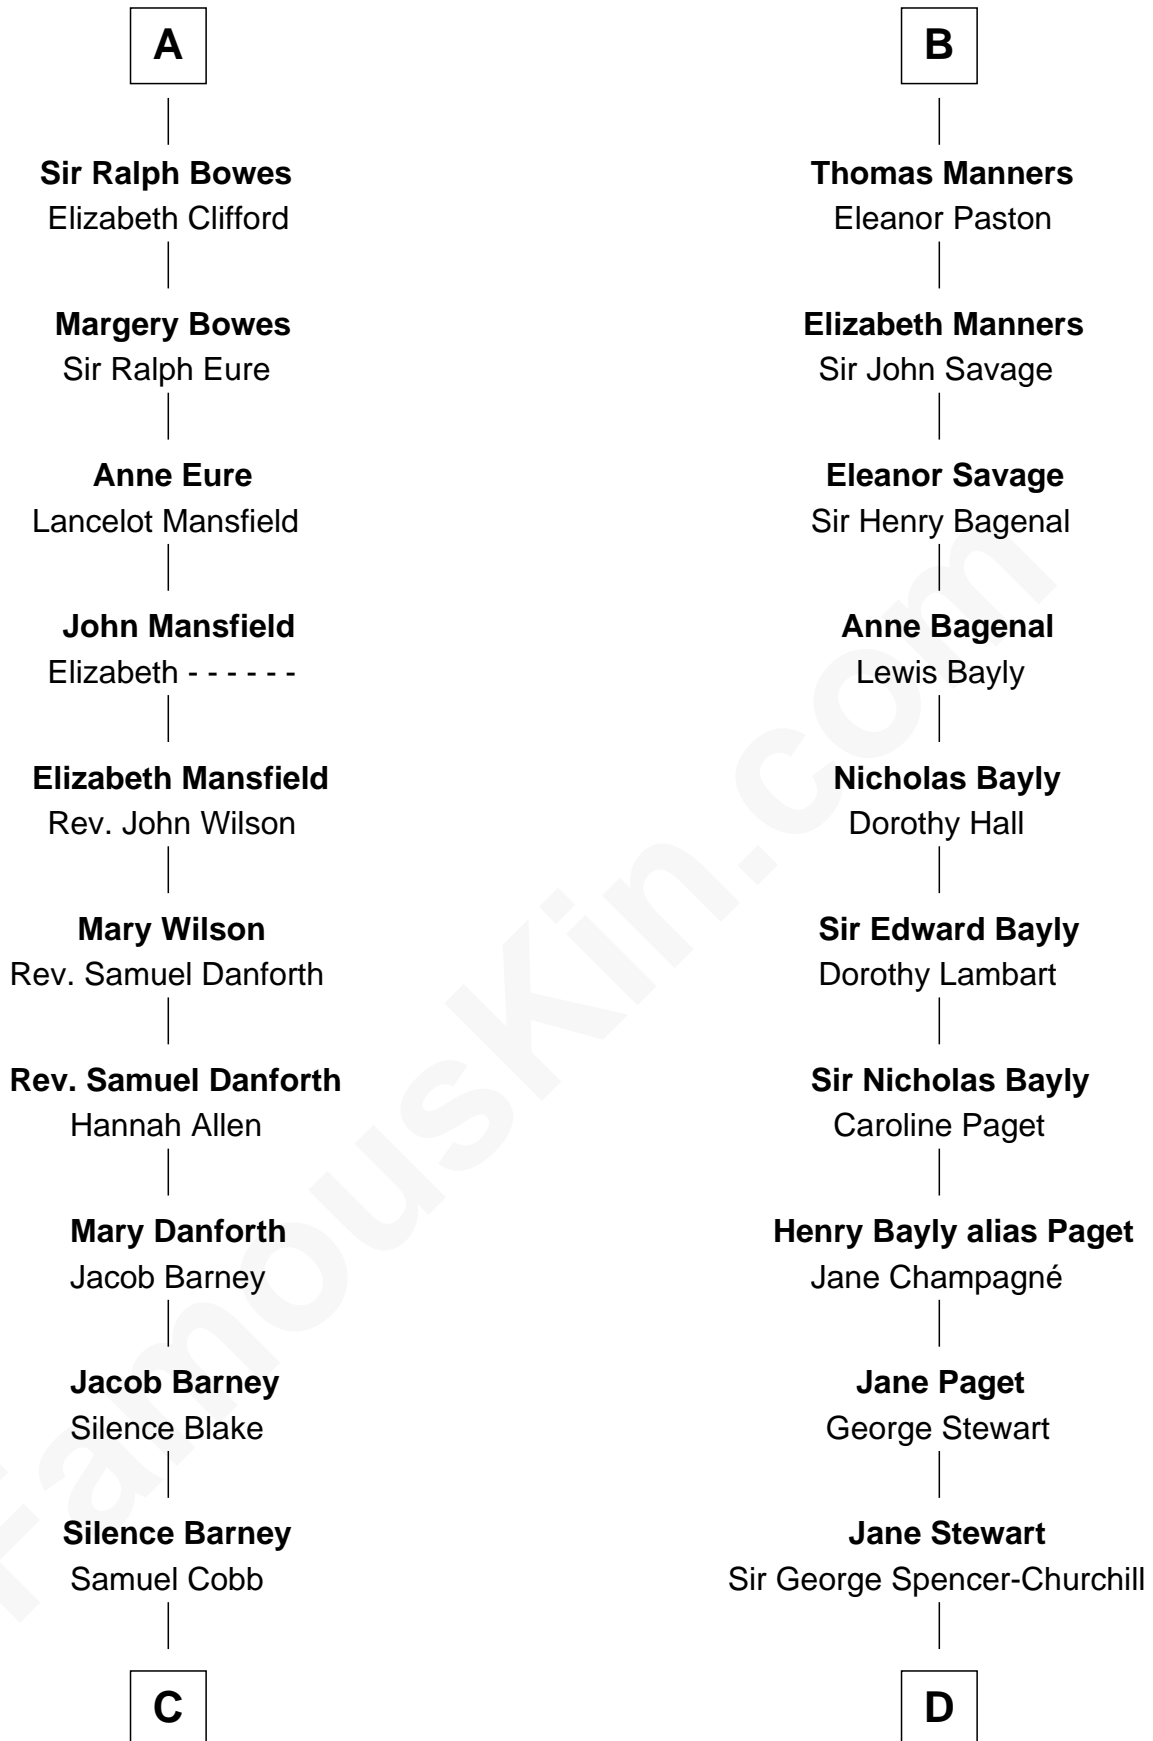 A
Sir Ralph Bowes
Elizabeth Clifford
Margery Bowes
Sir Ralph Eure
Anne Eure
Lancelot Mansfield
John Mansfield
Elizabeth - - - - - -
Elizabeth Mansfield
Rev. John Wilson
Mary Wilson
Rev. Samuel Danforth
Rev. Samuel Danforth
Hannah Allen
Mary Danforth
Jacob Barney
Jacob Barney
Silence Blake
Silence Barney
Samuel Cobb
C
B
Thomas Manners
Eleanor Paston
Elizabeth Manners
Sir John Savage
Eleanor Savage
Sir Henry Bagenal
Anne Bagenal
Lewis Bayly
Nicholas Bayly
Dorothy Hall
Sir Edward Bayly
Dorothy Lambart
Sir Nicholas Bayly
Caroline Paget
Henry Bayly alias Paget
Jane Champagné
Jane Paget
George Stewart
Jane Stewart
Sir George Spencer-Churchill
D
FamousKin.com